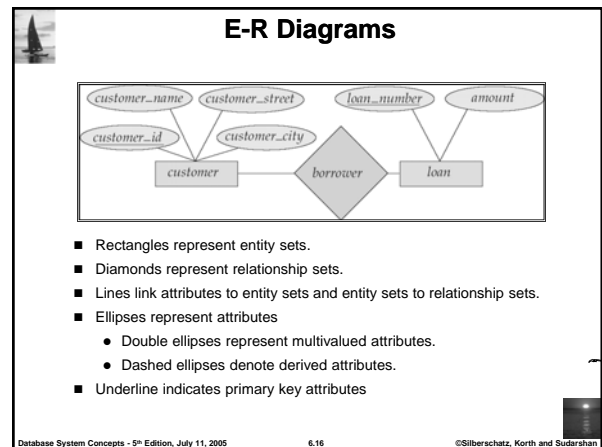 E-R Diagrams
customer_name customer_street loan_number amount
customer_id customer_city
customer borrower loan
■ Rectangles represent entity sets.
■ Diamonds represent relationship sets.
■ Lines link attributes to entity sets and entity sets to relationship sets.
■ Ellipses represent attributes
● Double ellipses represent multivalued attributes.
● Dashed ellipses denote derived attributes.
■ Underline indicates primary key attributes
Database System Concepts - 5th Edition, July 11, 2005 6.16 ©Silberschatz, Korth and Sudarshan